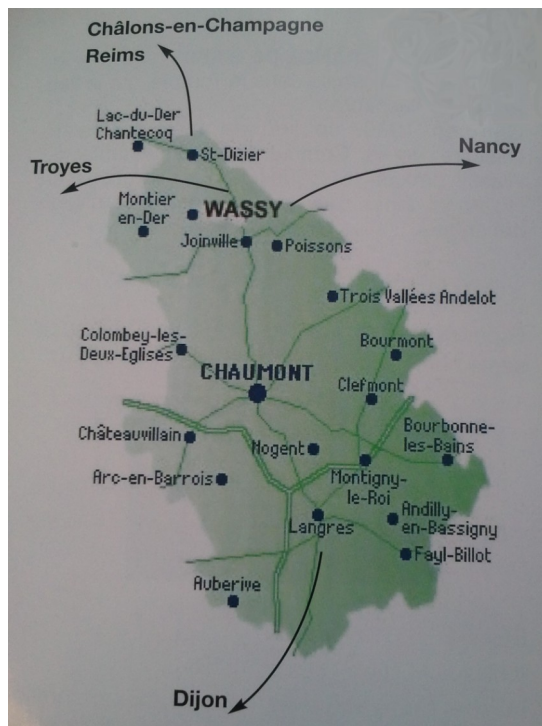 Châlons-en-Champagne
Reims
Lac-du-Der
Chantecoq
St-Dizier
Nancy
Troyes
Montier
en-Der
WASSY
Joinville
Poissons
Trois Vallées Andelot
Colombey-les-
Deux-Eglises
Bourmont
CHAUMONT
Clefmont
Châteauvillain
Nogent
Bourbonne-
les-Bains
Arc-en-Barrois
Montigny-
le-Roi
Langres
Andilly-
en-Bassigny
Fayl-Billot
Auberive
Dijon